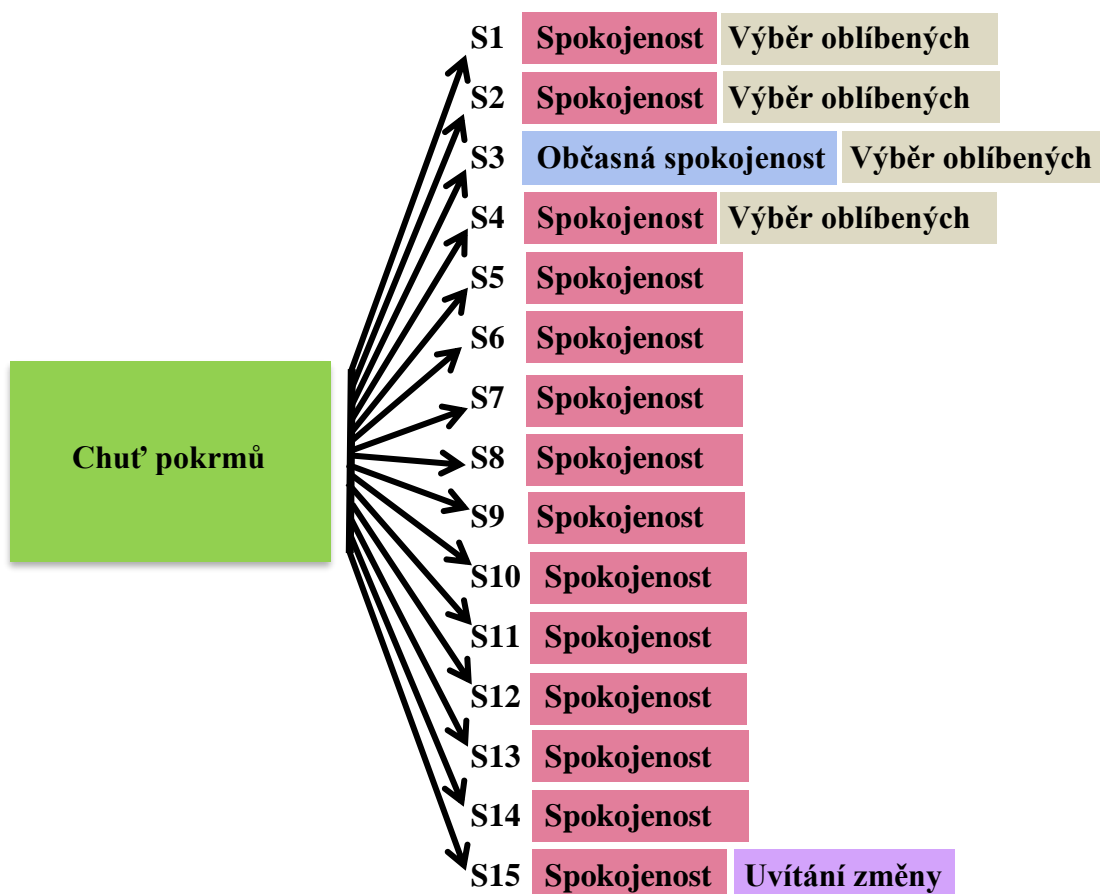 S1 Spokojenost Výběr oblíbených
S2 Spokojenost Výběr oblíbených
S3 Občasná spokojenost Výběr oblíbených
S4 Spokojenost Výběr oblíbených
S5 Spokojenost
S6 Spokojenost
S7 Spokojenost
Chuť pokrmů
S8 Spokojenost
S9 Spokojenost
S10 Spokojenost
S11 Spokojenost
S12 Spokojenost
S13 Spokojenost
S14 Spokojenost
S15 Spokojenost Uvítání změny